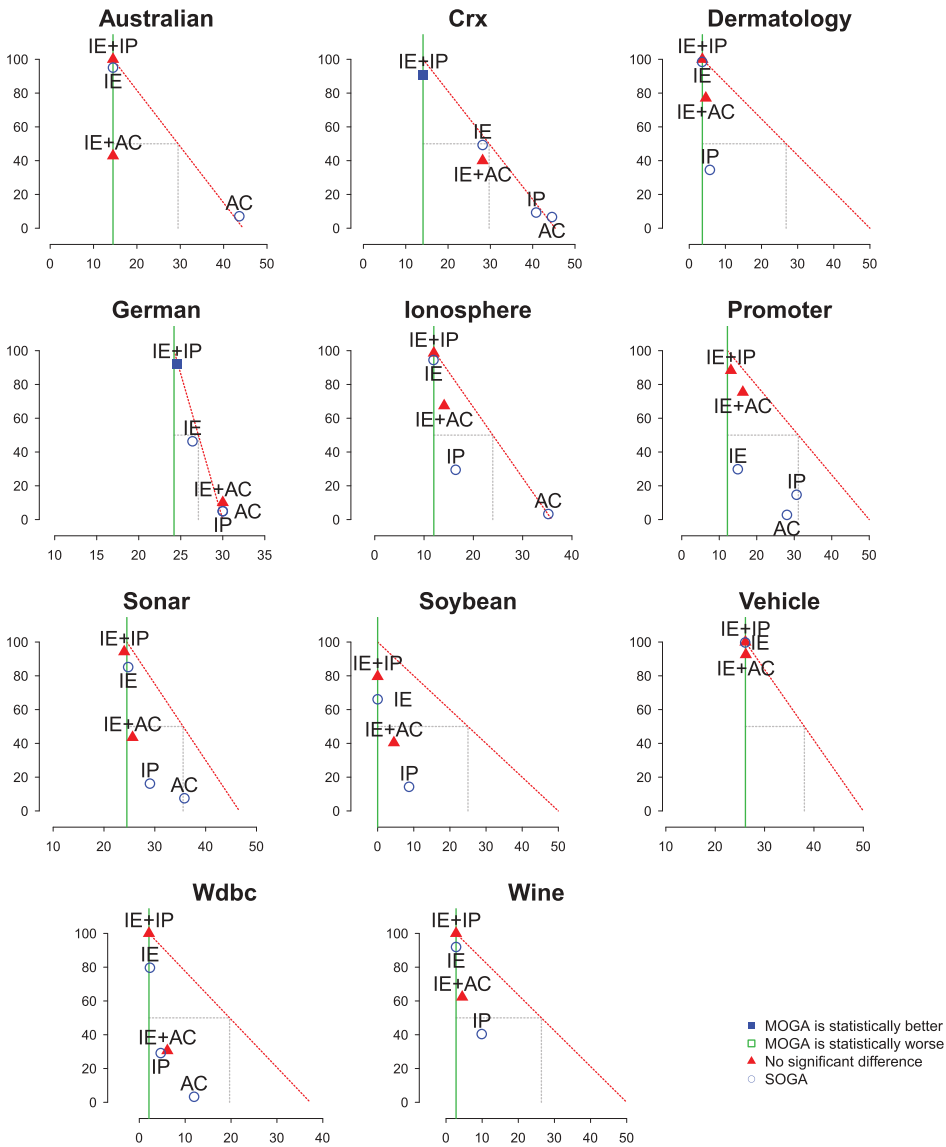 Australian Crx Dermatology
IE+IP IE+IP IE+IP
100 100 100
80 IE 80 80 IE
60 60 IE 60 IE+AC
IE+AC
40 40 IE+AC 40 IP
20 AC 20 IP 20
0 0 AC 0
0 10 20 30 40 50 0 10 20 30 40 50 0 10 20 30 40 50
German Ionosphere Promoter
IE+IP IE+IP IE+IP
100 100 100
80 80 IE 80
60 IE 60 IE+AC 60 IE+AC
40 40 IP 40 IE
20 IE+AC 20 AC 20 IP
0 IP AC 0 0 AC
10 15 20 25 30 35 0 10 20 30 40 0 10 20 30 40 50
Sonar Soybean Vehicle
IE+IP IE+IP IE+IP
100 100 100 IE
80 IE 80 80 IE+AC
60 IE+AC 60 IE 60
40 40 IE+AC 40
20 IP AC 20 IP 20
0 0 0
10 20 30 40 50 0 10 20 30 40 50 10 20 30 40 50
Wdbc Wine
IE+IP IE+IP
100 100
80 IE 80 IE
60 60 IE+AC
40 IE+AC 40 IP
20 IP AC 20
0 0
0 10 20 30 40 0 10 20 30 40 50
MOGA is statistically better
MOGA is statistically worse
No significant difference
SOGA